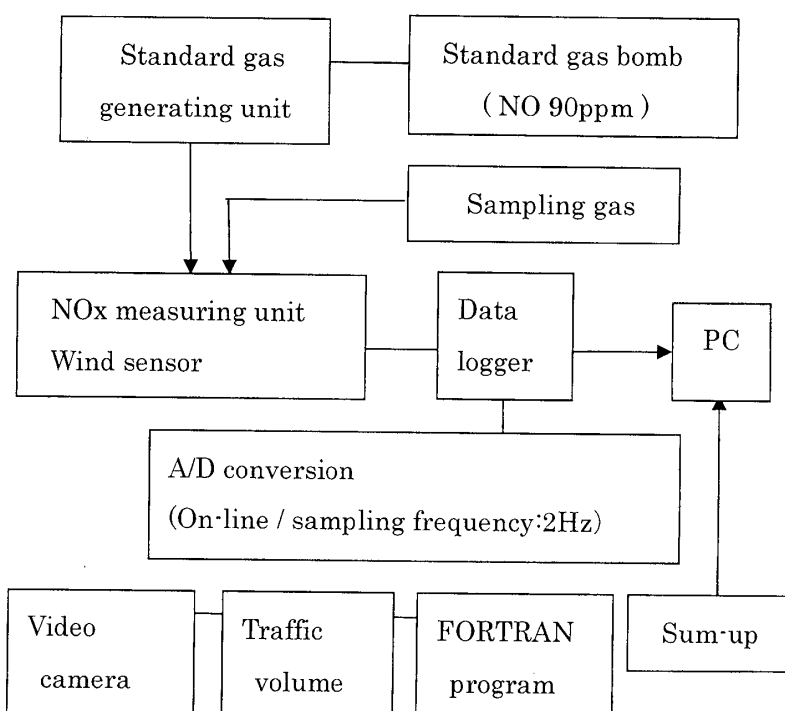 Standard gas
generating unit
Standard gas bomb
( NO 90ppm )
Sampling gas
NOx measuring unit
Wind sensor
Data
logger
PC
A/D conversion
(On-line / sampling frequency:2Hz)
Video
camera
Traffic
volume
FORTRAN
program
Sum-up